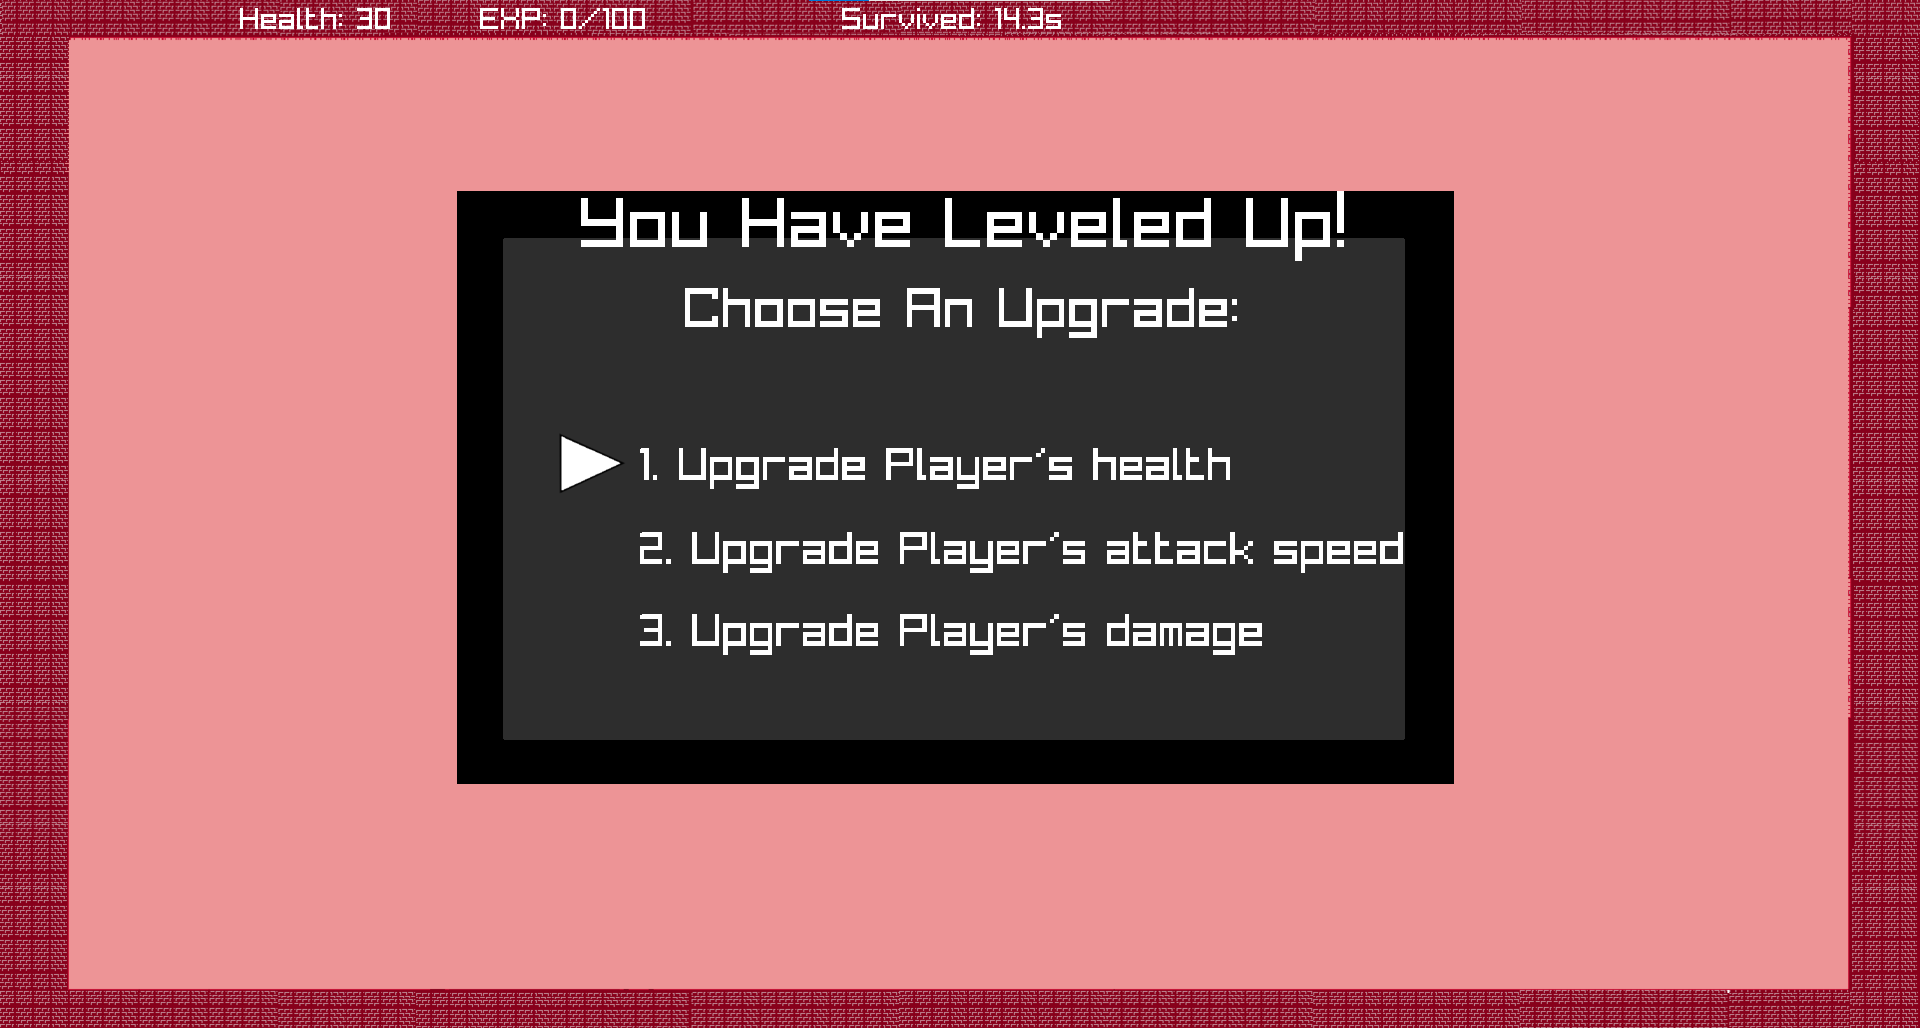 Health: 30 EXP: 0/100 Survived: 14.3s
You Have Leveled Up!
Choose An Upgrade:
1. Upgrade Player's health
2. Upgrade Player's attack speed
3. Upgrade Player's damage